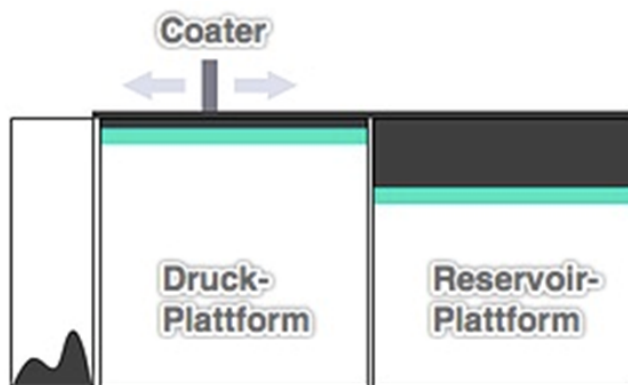 Coater
Druck-
Plattform
Reservoir-
Plattform